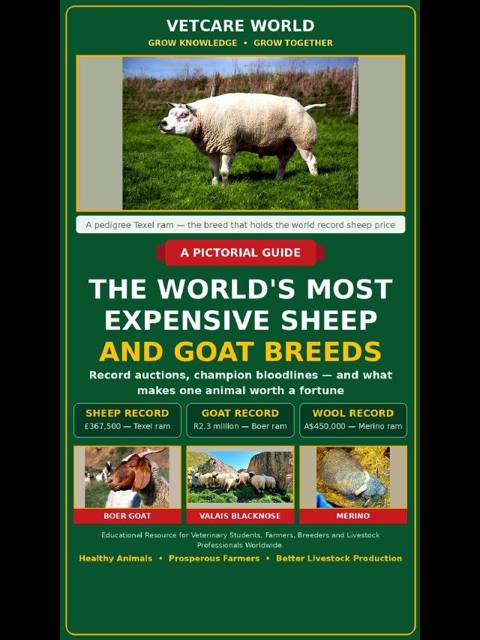 VETCARE WORLD
GROW KNOWLEDGE • GROW TOGETHER
A pedigree Texel ram — the breed that holds the world record sheep price
A PICTORIAL GUIDE
THE WORLD'S MOST
EXPENSIVE SHEEP
AND GOAT BREEDS
Record auctions, champion bloodlines — and what
makes one animal worth a fortune
SHEEP RECORD
£367,500 — Texel ram
GOAT RECORD
R2.3 million — Boer ram
WOOL RECORD
A$450,000 — Merino ram
BOER GOAT
VALAIS BLACKNOSE
MERINO
Educational Resource for Veterinary Students, Farmers, Breeders and Livestock
Professionals Worldwide.
Healthy Animals • Prosperous Farmers • Better Livestock Production